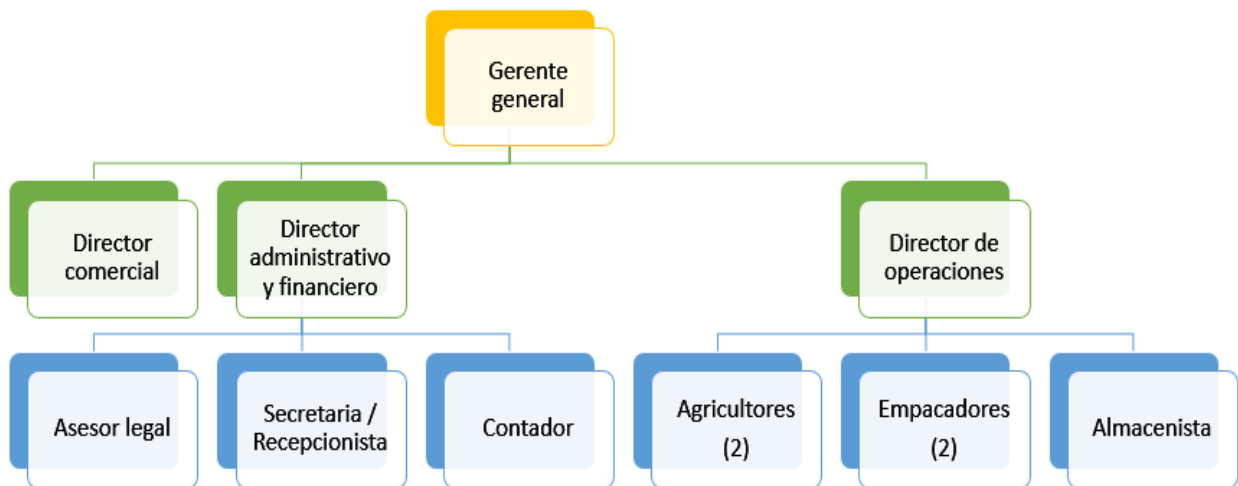 Gerente
general
Director
comercial
Director
administrativo
y financiero
Director de
operaciones
Asesor legal
Secretaria /
Recepcionista
Contador
Agricultores
(2)
Empacadores
(2)
Almacenista